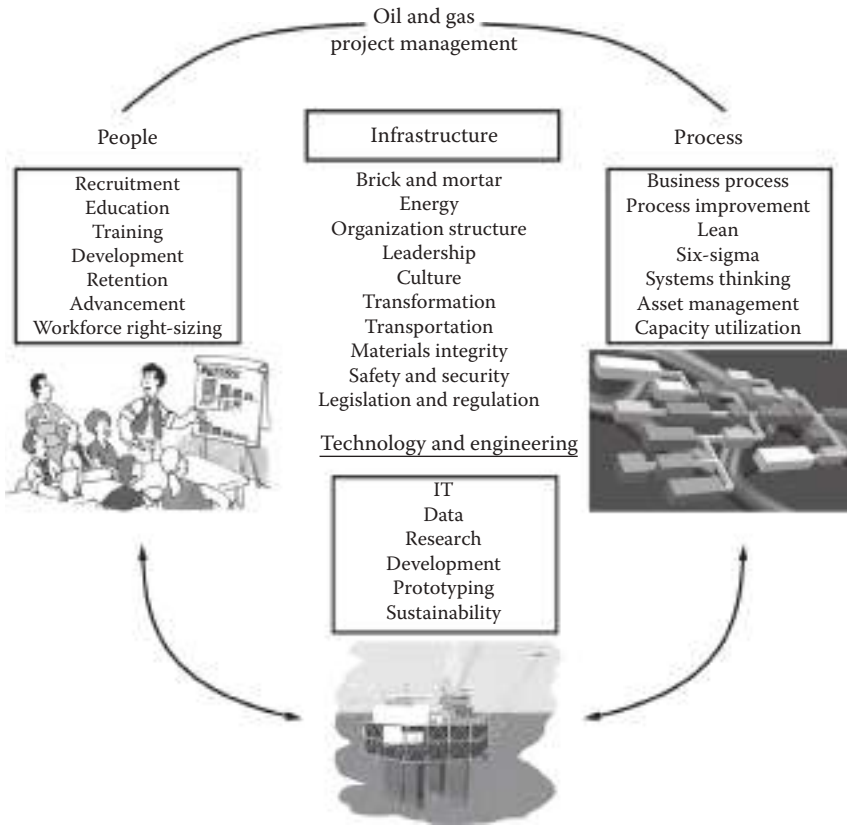 Oil and gas
project management
People
Recruitment
Education
Training
Development
Retention
Advancement
Workforce right-sizing
Infrastructure
Brick and mortar
Energy
Organization structure
Leadership
Culture
Transformation
Transportation
Materials integrity
Safety and security
Legislation and regulation
Technology and engineering
IT
Data
Research
Development
Prototyping
Sustainability
Process
Business process
Process improvement
Lean
Six-sigma
Systems thinking
Asset management
Capacity utilization